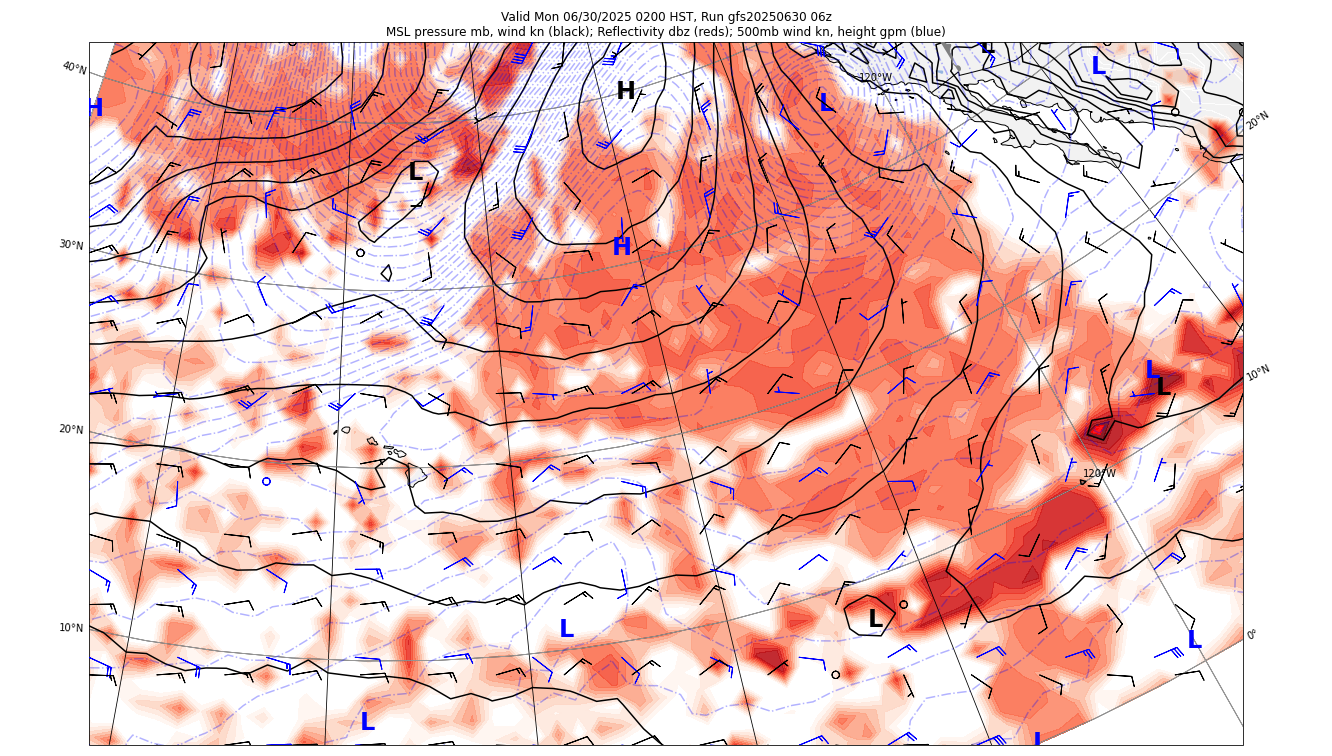 Valid Mon 06/30/2025 0200 HST, Run gfs20250630 06z
MSL pressure mb, wind kn (black); Reflectivity dbz (reds); 500mb wind kn, height gpm (blue)
L
40°N
L
120°W
H
H
L
20°N
L
30°N
H
10°N
L
L
20°N
120°W
10°N
L
L
0°
L
L
L